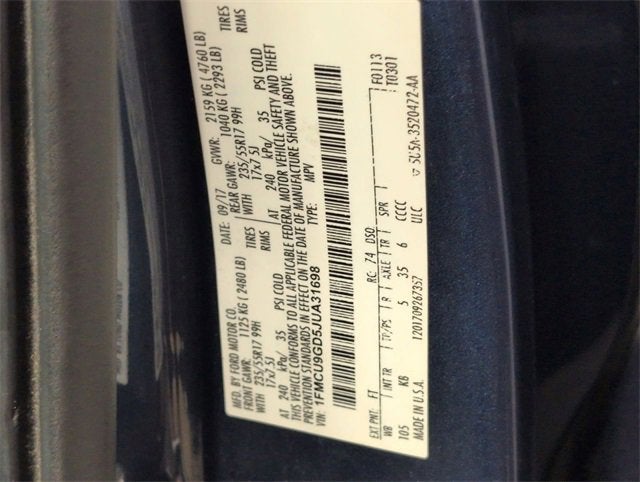 MFD. BY FORD MOTOR CO.
DATE: 09/17 GVWR: 2159 KG ( 4760 LB)
FRONT GAWR: 1125 KG ( 2480 LB) REAR GAWR: 1040 KG ( 2293 LB)
WITH 235/55R17 99H TIRES WITH 235/55R17 99H TIRES
17x7.5J RIMS 17x7.5J RIMS
AT 240 kPa/ 35 PSI COLD AT 240 kPa/ 35 PSI COLD
THIS VEHICLE CONFORMS TO ALL APPLICABLE FEDERAL MOTOR VEHICLE SAFETY AND THEFT
PREVENTION STANDARDS IN EFFECT ON THE DATE OF MANUFACTURE SHOWN ABOVE.
VIN: 1FMCU9GD5JUA31698 TYPE: MPV
F0113
T0301
EXT PNT: FT RC: 74 DSO:
WB INT TR TP/PS R AXLE TR SPR
105 KB 5 35 6 CCCC
ULC
MADE IN U.S.A. 1201709267357 5U5A-3520472-AA